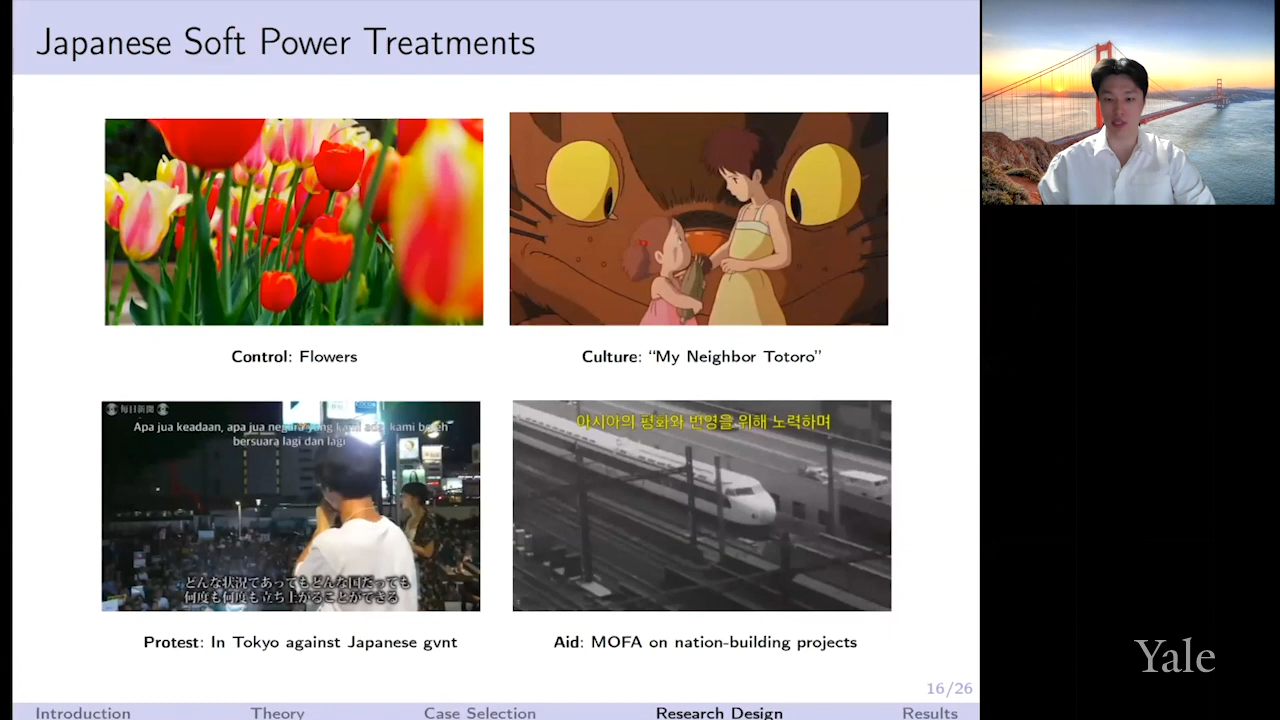 Japanese Soft Power Treatments
Control: Flowers
Culture: “My Neighbor Totoro”
毎日新聞
Apa jua keadaan, apa jua negara yang kami ada, kami boleh
bersuara lagi dan lagi
どんな状況であってもどんな国だっても
何度も何度も立ち上がることができる
아시아의 평화와 번영을 위해 노력하며
Protest: In Tokyo against Japanese gvnt
Aid: MOFA on nation-building projects
Yale
16/26
Introduction
Theory
Case Selection
Research Design
Results